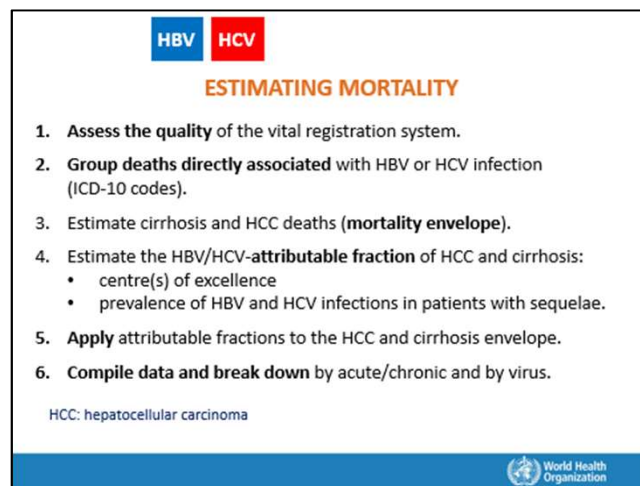 HBV HCV
ESTIMATING MORTALITY
1. Assess the quality of the vital registration system.
2. Group deaths directly associated with HBV or HCV infection
(ICD-10 codes).
3. Estimate cirrhosis and HCC deaths (mortality envelope).
4. Estimate the HBV/HCV-attributable fraction of HCC and cirrhosis:
• centre(s) of excellence
• prevalence of HBV and HCV infections in patients with sequelae.
5. Apply attributable fractions to the HCC and cirrhosis envelope.
6. Compile data and break down by acute/chronic and by virus.
HCC: hepatocellular carcinoma
World Health
Organization